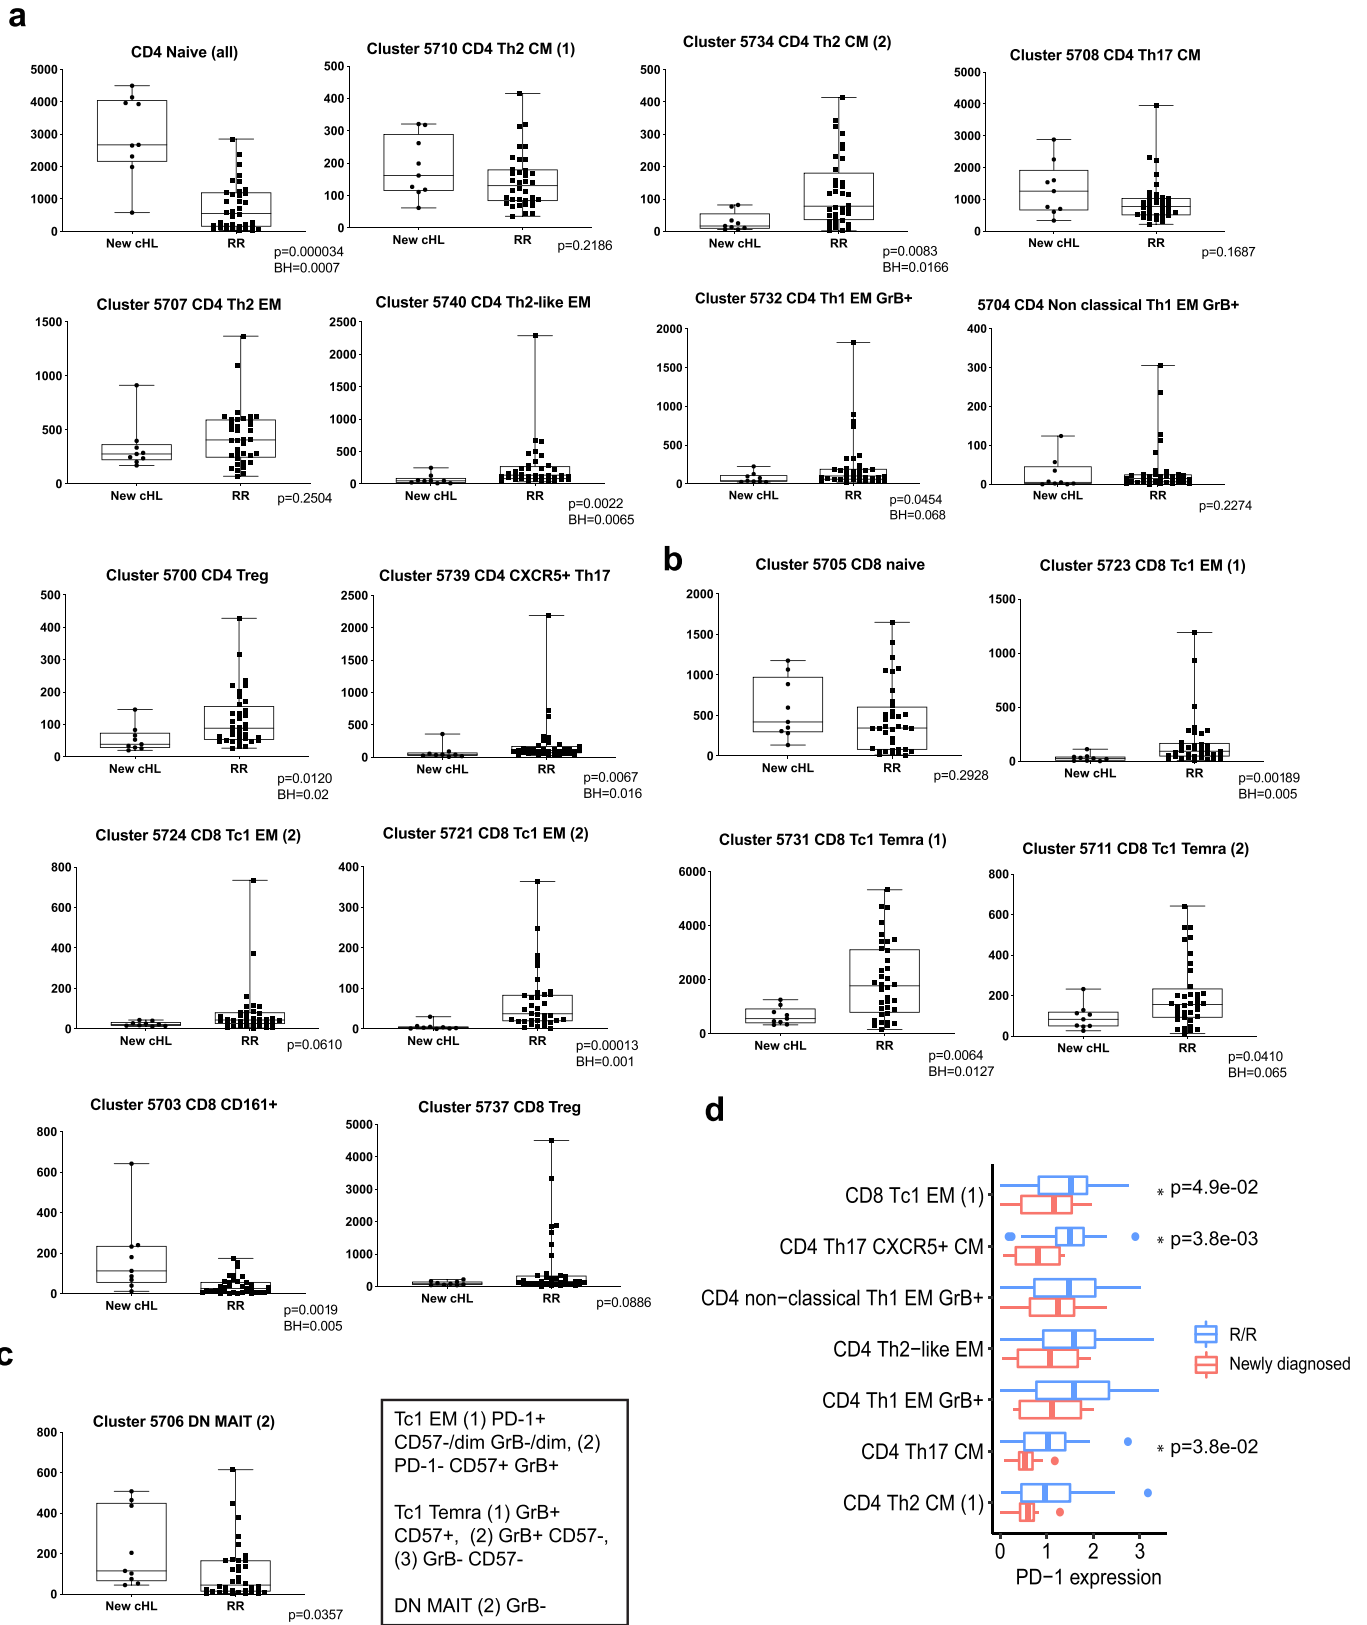 a
CD4 Naive (all)
5000
4000
3000
2000
1000
0
New cHL
RR
p=0.000034
BH=0.0007
Cluster 5710 CD4 Th2 CM (1)
500
400
300
200
100
0
New cHL
RR
p=0.2186
Cluster 5734 CD4 Th2 CM (2)
500
400
300
200
100
0
New cHL
RR
p=0.0083
BH=0.0166
Cluster 5708 CD4 Th17 CM
5000
4000
3000
2000
1000
0
New cHL
RR
p=0.1687
Cluster 5707 CD4 Th2 EM
1500
1000
500
0
New cHL
RR
p=0.2504
Cluster 5740 CD4 Th2-like EM
2500
2000
1500
1000
500
0
New cHL
RR
p=0.0022
BH=0.0065
Cluster 5732 CD4 Th1 EM GrB+
2000
1500
1000
500
0
New cHL
RR
p=0.0454
BH=0.068
5704 CD4 Non classical Th1 EM GrB+
400
300
200
100
0
New cHL
RR
p=0.2274
Cluster 5700 CD4 Treg
500
400
300
200
100
0
New cHL
RR
p=0.0120
BH=0.02
Cluster 5739 CD4 CXCR5+ Th17
2500
2000
1500
1000
500
0
New cHL
RR
p=0.0067
BH=0.016
b
Cluster 5705 CD8 naive
2000
1500
1000
500
0
New cHL
RR
p=0.2928
Cluster 5723 CD8 Tc1 EM (1)
1500
1000
500
0
New cHL
RR
p=0.00189
BH=0.005
Cluster 5724 CD8 Tc1 EM (2)
800
600
400
200
0
New cHL
RR
p=0.0610
Cluster 5721 CD8 Tc1 EM (2)
400
300
200
100
0
New cHL
RR
p=0.00013
BH=0.001
Cluster 5731 CD8 Tc1 Temra (1)
6000
4000
2000
0
New cHL
RR
p=0.0064
BH=0.0127
Cluster 5711 CD8 Tc1 Temra (2)
800
600
400
200
0
New cHL
RR
p=0.0410
BH=0.065
Cluster 5703 CD8 CD161+
800
600
400
200
0
New cHL
RR
p=0.0019
BH=0.005
Cluster 5737 CD8 Treg
5000
4000
3000
2000
1000
0
New cHL
RR
p=0.0886
c
Cluster 5706 DN MAIT (2)
800
600
400
200
0
New cHL
RR
p=0.0357
Tc1 EM (1) PD-1+
CD57-/dim GrB-/dim, (2)
PD-1- CD57+ GrB+
Tc1 Temra (1) GrB+
CD57+, (2) GrB+ CD57-,
(3) GrB- CD57-
DN MAIT (2) GrB-
d
CD8 Tc1 EM (1)
* p=4.9e-02
CD4 Th17 CXCR5+ CM
* p=3.8e-03
CD4 non−classical Th1 EM GrB+
CD4 Th2−like EM
CD4 Th1 EM GrB+
CD4 Th17 CM
* p=3.8e-02
CD4 Th2 CM (1)
0 1 2 3
PD−1 expression
R/R
Newly diagnosed